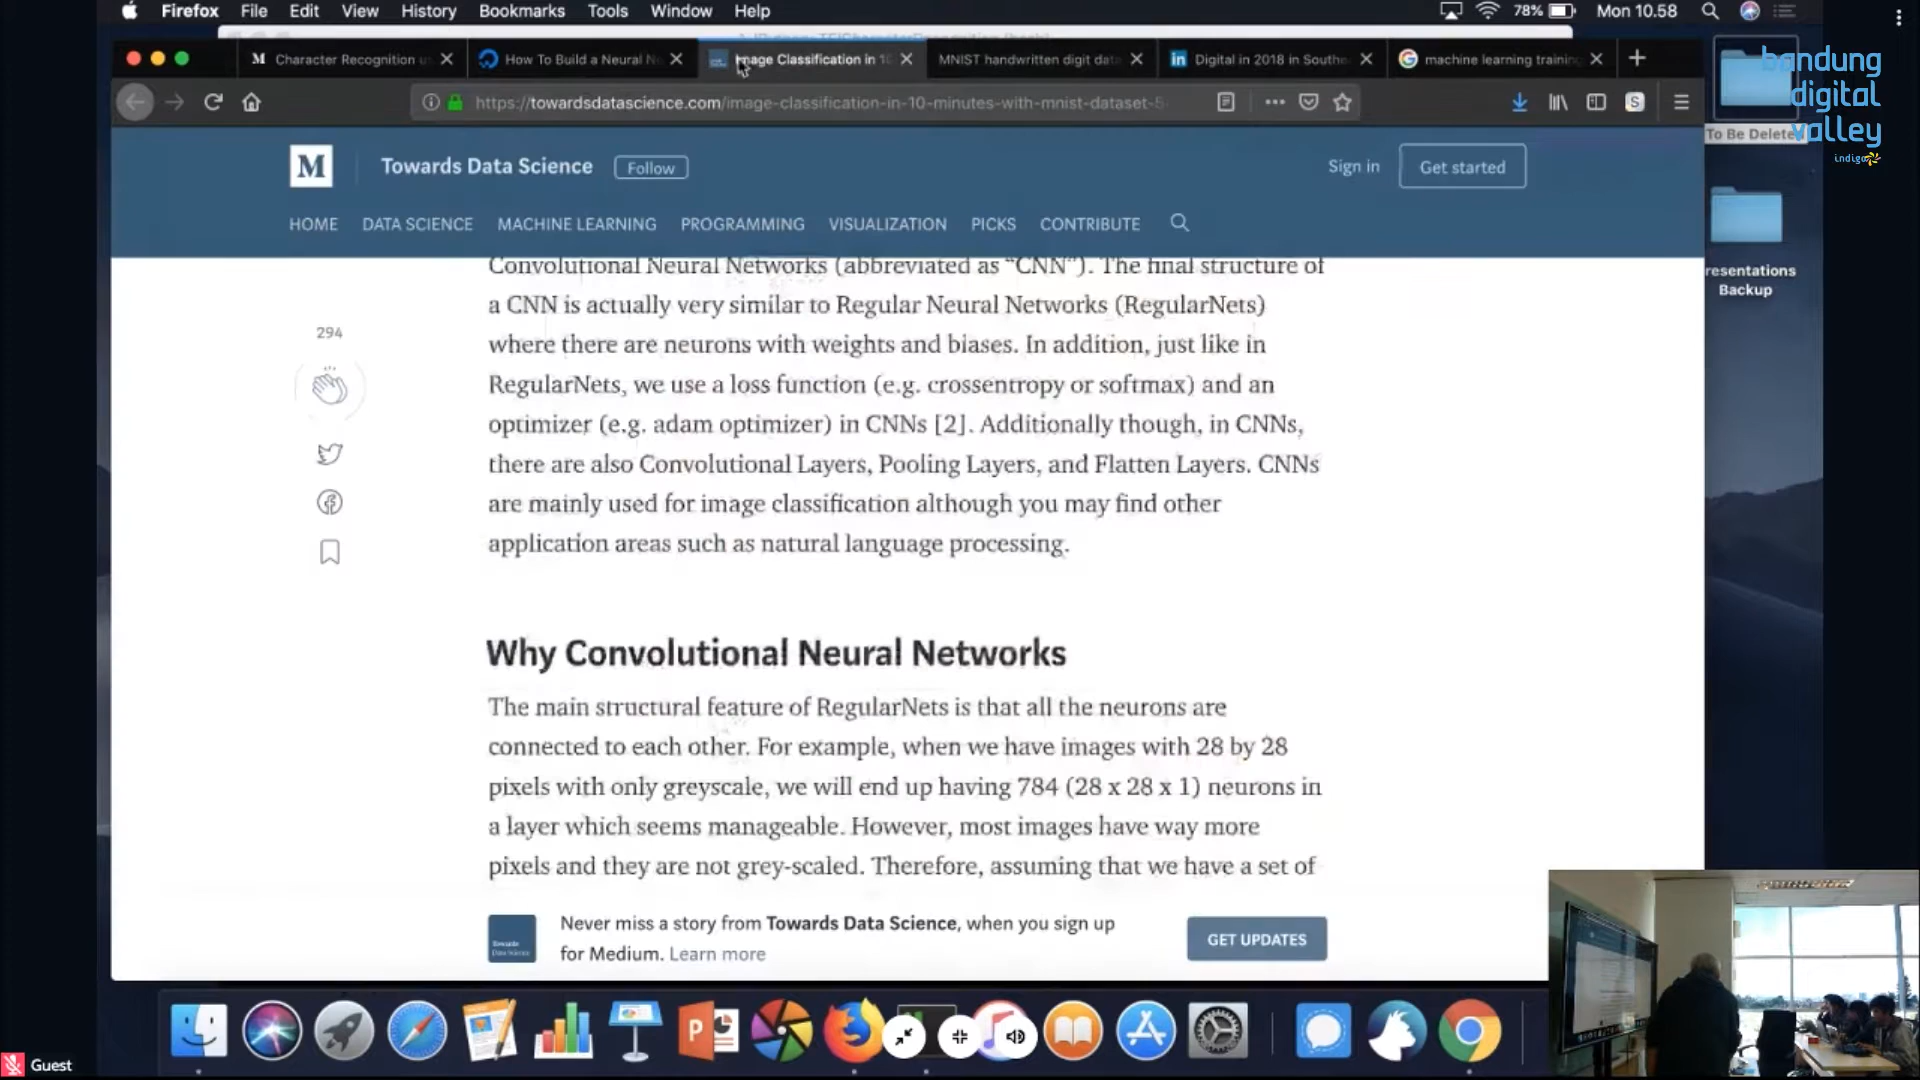 Firefox File Edit View History Bookmarks Tools Window Help
78% Mon 10.58
Character Recognition u
How To Build a Neural N
Image Classification in 10
MNIST handwritten digit dat
Digital in 2018 in Southe
machine learning training
https://towardsdatascience.com/image-classification-in-10-minutes-with-mnist-dataset-5
bandung
digital
valley
indigo
To Be Delete
resentations
Backup
M Towards Data Science Follow
Sign in Get started
HOME DATA SCIENCE MACHINE LEARNING PROGRAMMING VISUALIZATION PICKS CONTRIBUTE
294
Convolutional Neural Networks (abbreviated as “CNN”). The final structure of
a CNN is actually very similar to Regular Neural Networks (RegularNets)
where there are neurons with weights and biases. In addition, just like in
RegularNets, we use a loss function (e.g. crossentropy or softmax) and an
optimizer (e.g. adam optimizer) in CNNs [2]. Additionally though, in CNNs,
there are also Convolutional Layers, Pooling Layers, and Flatten Layers. CNNs
are mainly used for image classification although you may find other
application areas such as natural language processing.
Why Convolutional Neural Networks
The main structural feature of RegularNets is that all the neurons are
connected to each other. For example, when we have images with 28 by 28
pixels with only greyscale, we will end up having 784 (28 x 28 x 1) neurons in
a layer which seems manageable. However, most images have way more
pixels and they are not grey-scaled. Therefore, assuming that we have a set of
Towards
Data Science
Never miss a story from Towards Data Science, when you sign up
for Medium. Learn more
GET UPDATES
Guest